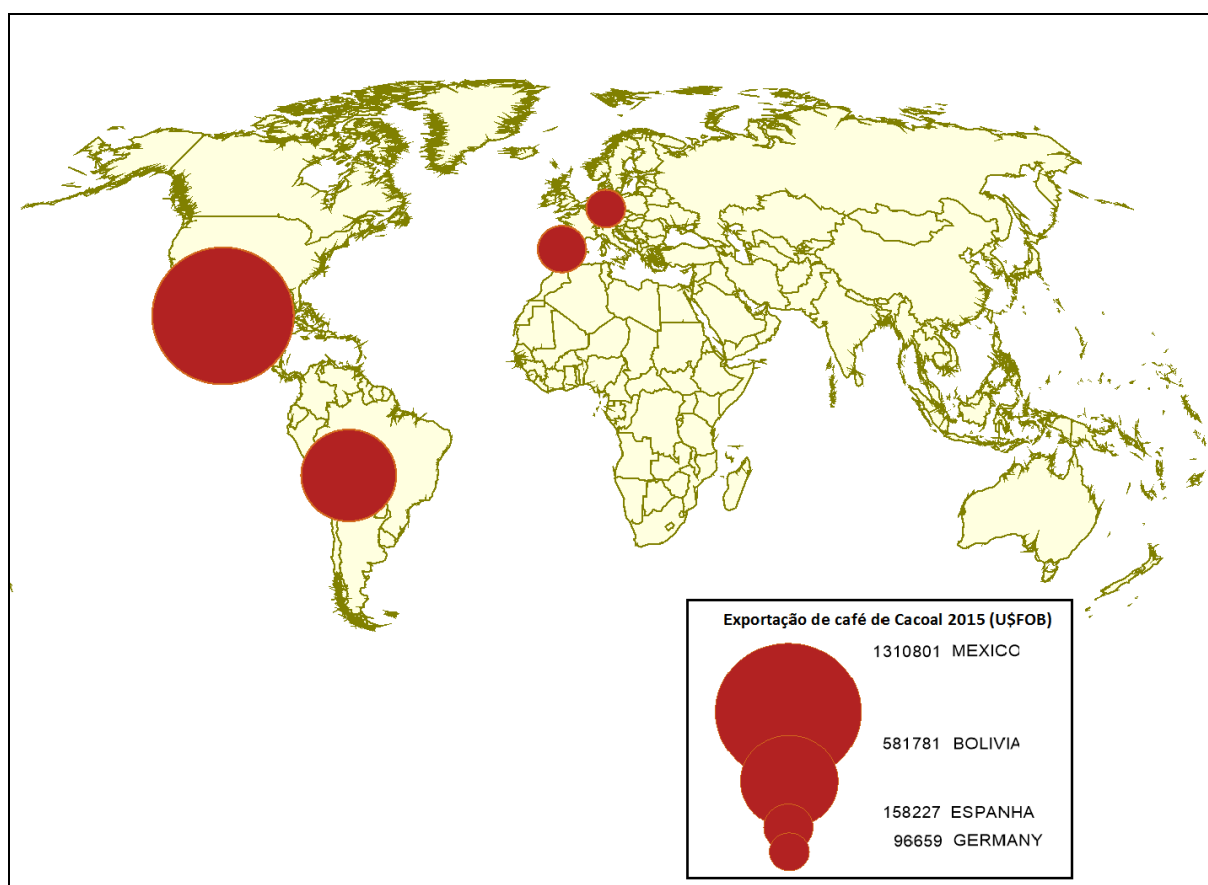 Exportação de café de Cacoal 2015 (U$FOB)
1310801 MEXICO
581781 BOLIVIA
158227 ESPANHA
96659 GERMANY